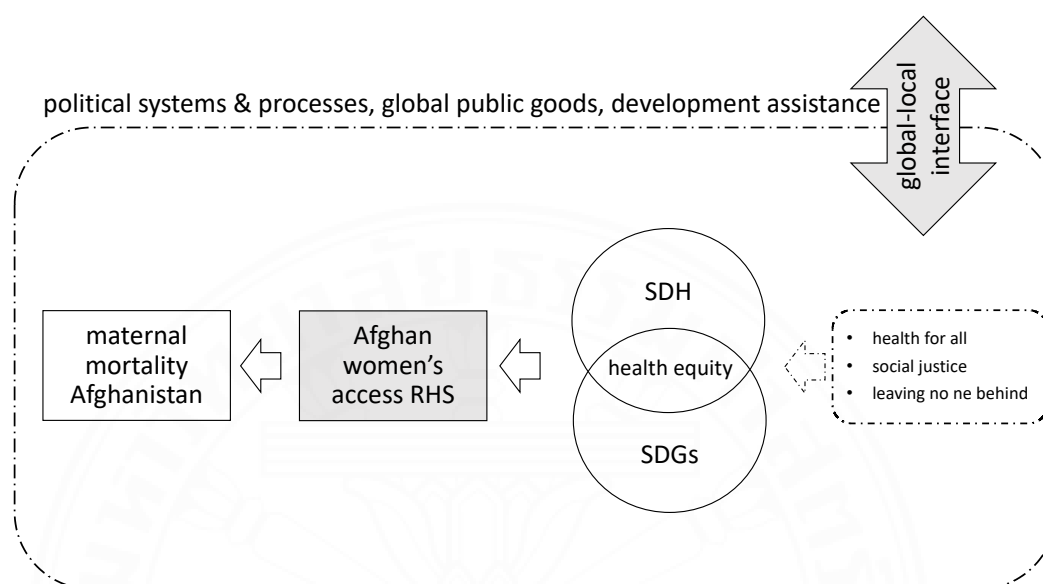 political systems & processes, global public goods, development assistance
global-local
interface
maternal
mortality
Afghanistan
Afghan
women's
access RHS
SDH
health equity
SDGs
• health for all
• social justice
• leaving no ne behind